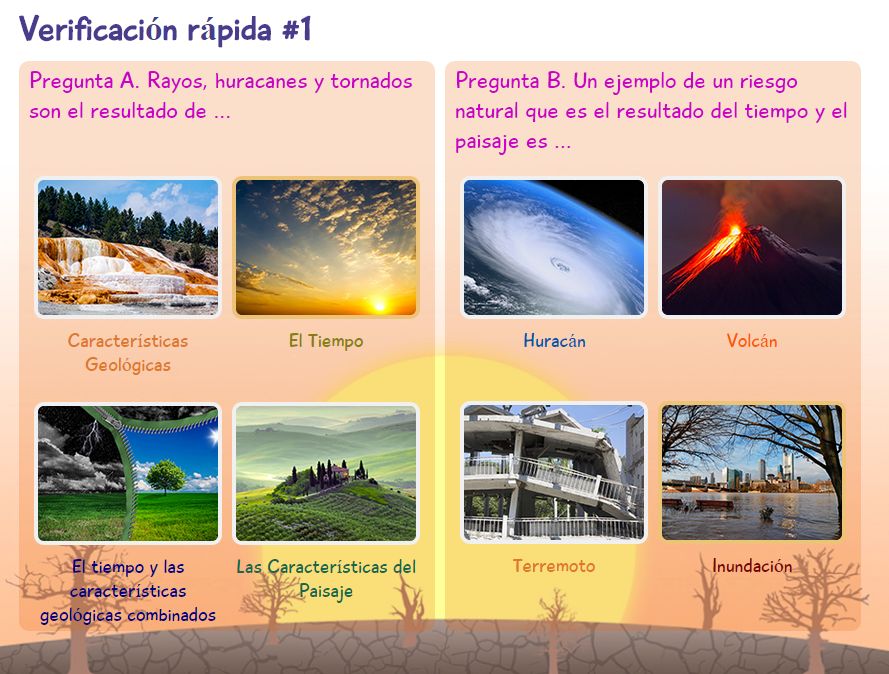 Verificación rápida #1
Pregunta A. Rayos, huracanes y tornados
son el resultado de ...
Características
Geológicas
El Tiempo
El tiempo y las
características
geológicas combinados
Las Características del
Paisaje
Pregunta B. Un ejemplo de un riesgo
natural que es el resultado del tiempo y el
paisaje es ...
Huracán
Volcán
Terremoto
Inundación